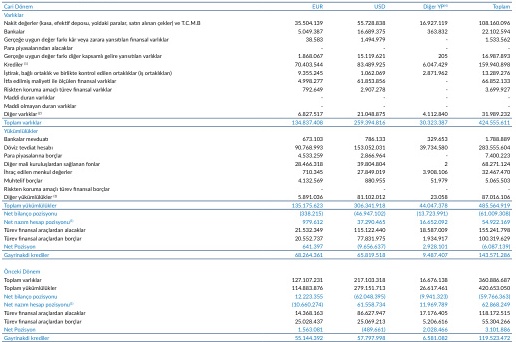 Cari Dönem EUR USD Diğer YP Toplam
Varlıklar
Nakit değerler (kasa, efektif deposu, yoldaki paralar, satın alınan çekler) ve T.C.M.B 35.504.139 55.728.838 16.927.119 108.160.096
Bankalar 5.049.387 16.689.375 363.832 22.102.594
Gerçeğe uygun değer farkı kâr veya zarara yansıtılan finansal varlıklar 38.583 1.494.979 - 1.533.562
Para piyasalarından alacaklar - - - -
Gerçeğe uygun değer farkı diğer kapsamlı gelire yansıtılan varlıklar 1.868.067 15.119.621 205 16.987.893
Krediler 70.403.544 83.489.925 6.047.429 159.940.898
İştirak, bağlı ortaklık ve birlikte kontrol edilen ortaklıklar (iş ortaklıkları) 9.355.245 1.062.069 2.871.962 13.289.276
İtfa edilmiş maliyeti ile ölçülen finansal varlıklar 4.998.277 61.853.856 - 66.852.133
Riskten korunma amaçlı türev finansal varlıklar 792.649 2.907.278 - 3.699.927
Maddi duran varlıklar - - - -
Maddi olmayan duran varlıklar - - - -
Diğer varlıklar 6.827.517 21.048.875 4.112.840 31.989.232
Toplam varlıklar 134.837.408 259.394.816 30.323.387 424.555.611
Yükümlülükler
Bankalar mevduatı 673.103 786.133 329.653 1.788.889
Döviz tevdiat hesabı 90.768.993 153.052.031 39.734.580 283.555.604
Para piyasalarına borçlar 4.533.259 2.866.964 - 7.400.223
Diğer mali kuruluşlardan sağlanan fonlar 28.466.318 39.804.804 2 68.271.124
İhraç edilen menkul değerler 710.345 27.849.019 3.908.106 32.467.470
Muhtelif borçlar 4.132.569 880.955 51.979 5.065.503
Riskten korunma amaçlı türev finansal borçlar - - - -
Diğer yükümlülükler 5.891.036 81.102.012 23.058 87.016.106
Toplam yükümlülükler 135.175.623 306.341.918 44.047.378 485.564.919
Net bilanço pozisyonu (338.215) (46.947.102) (13.723.991) (61.009.308)
Net nazım hesap pozisyonu 979.612 37.290.465 16.652.092 54.922.169
Türev finansal araçlardan alacaklar 21.532.349 115.122.440 18.587.009 155.241.798
Türev finansal araçlardan borçlar 20.552.737 77.831.975 1.934.917 100.319.629
Net Pozisyon 641.397 (9.656.637) 2.928.101 (6.087.139)
Gayrinakdi krediler 68.264.361 65.819.518 9.487.407 143.571.286
Önceki Dönem
Toplam varlıklar 127.107.231 217.103.318 16.676.138 360.886.687
Toplam yükümlülükler 114.883.876 279.151.713 26.617.461 420.653.050
Net bilanço pozisyonu 12.223.355 (62.048.395) (9.941.323) (59.766.363)
Net nazım hesap pozisyonu (10.660.274) 61.558.734 11.969.789 62.868.249
Türev finansal araçlardan alacaklar 14.368.163 86.627.947 17.176.405 118.172.515
Türev finansal araçlardan borçlar 25.028.437 25.069.213 5.206.616 55.304.266
Net Pozisyon 1.563.081 (489.661) 2.028.466 3.101.886
Gayrinakdi krediler 55.144.392 57.797.998 6.581.082 119.523.472